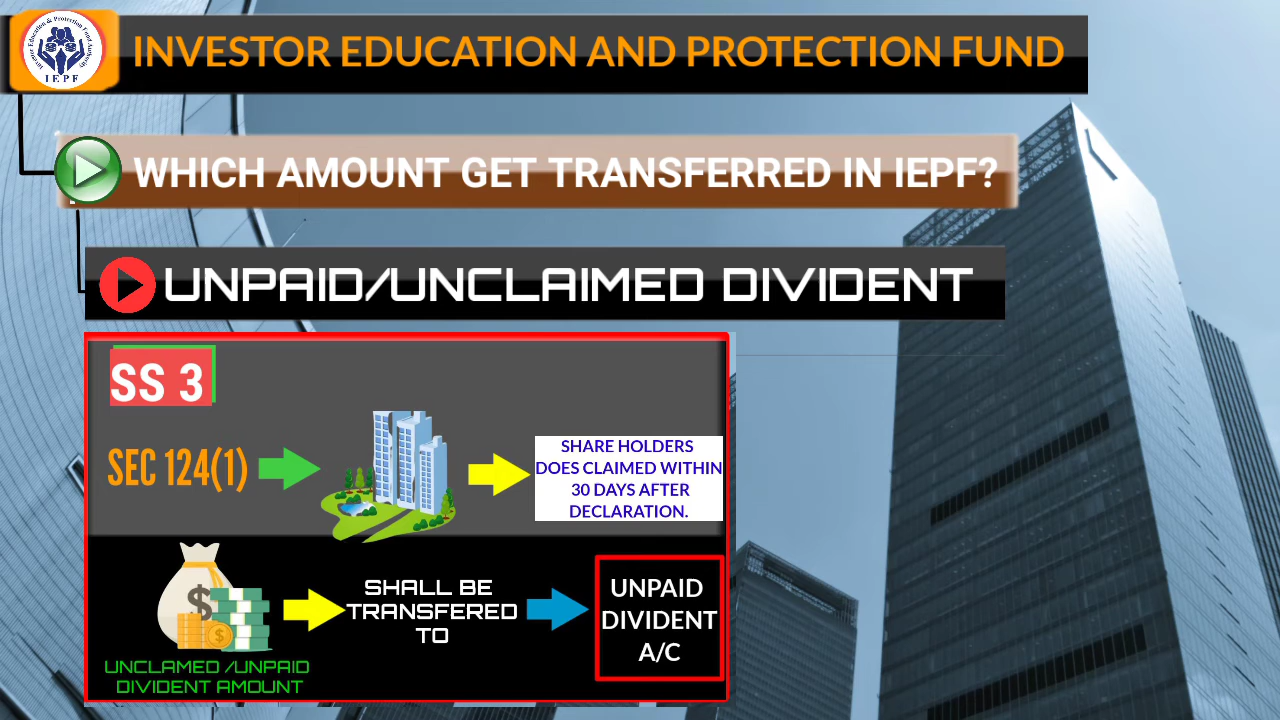 INVESTOR EDUCATION AND PROTECTION FUND
IEPF
WHICH AMOUNT GET TRANSFERRED IN IEPF?
UNPAID/UNCLAIMED DIVIDENT
SS 3
SEC 124(1)
SHARE HOLDERS
DOES CLAIMED WITHIN
30 DAYS AFTER
DECLARATION.
SHALL BE
TRANSFERED
TO
UNPAID
DIVIDENT
A/C
UNCLAMED /UNPAID
DIVIDENT AMOUNT